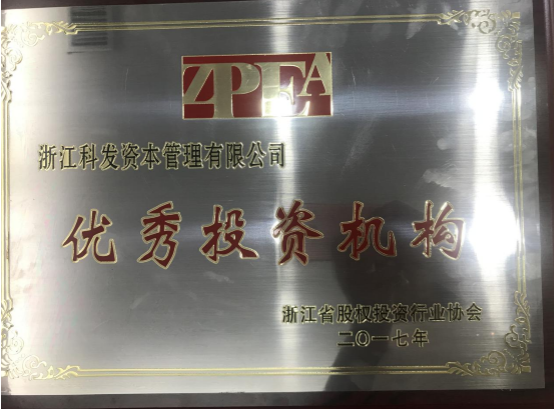 ZPEA
浙江科发资本管理有限公司
优秀投资机构
浙江省股权投资行业协会
二〇一七年